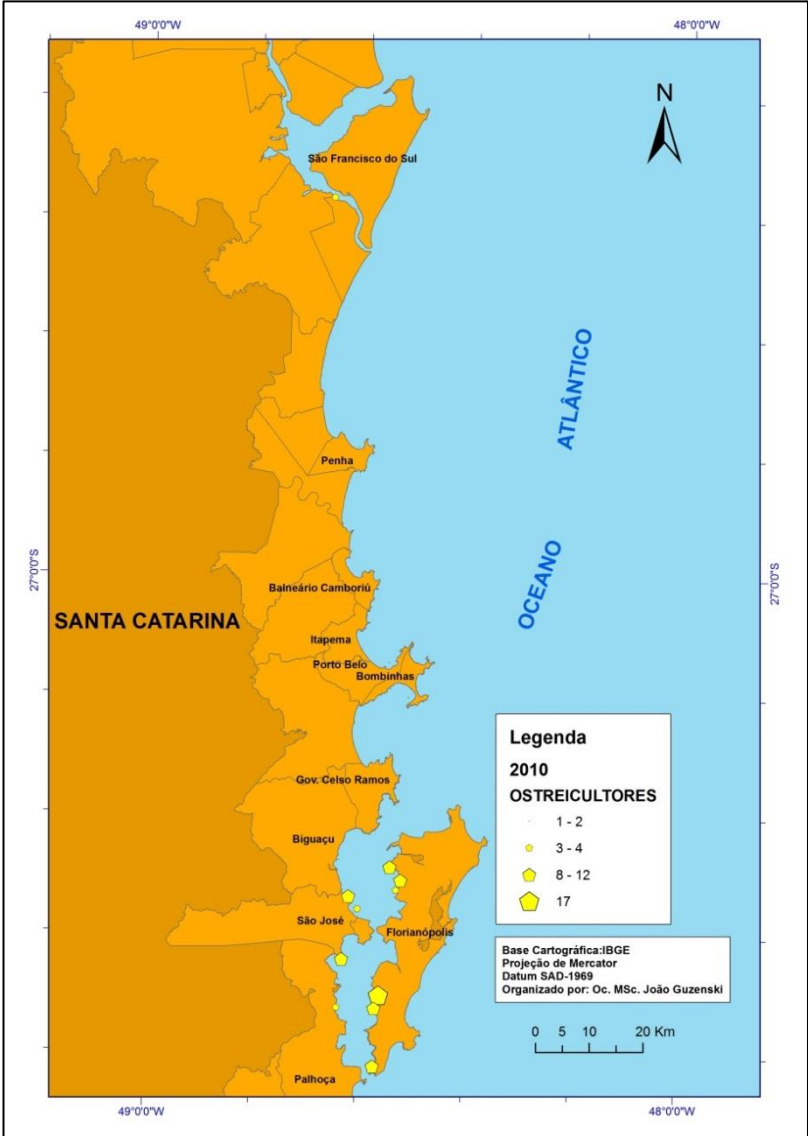 49°0'0"W
48°0'0"W
N
São Francisco do Sul
ATLÂNTICO
Penha
27°0'0"S
27°0'0"S
OCEANO
Balneário Camboriú
SANTA CATARINA
Itapema
Porto Belo
Bombinhas
Gov. Celso Ramos
Biguaçu
São José
Florianópolis
Palhoça
Legenda
2010
OSTREICULTORES
1 - 2
3 - 4
8 - 12
17
Base Cartográfica:IBGE
Projeção de Mercator
Datum SAD-1969
Organizado por: Oc. MSc. João Guzenski
0 5 10 20 Km
49°0'0"W
48°0'0"W